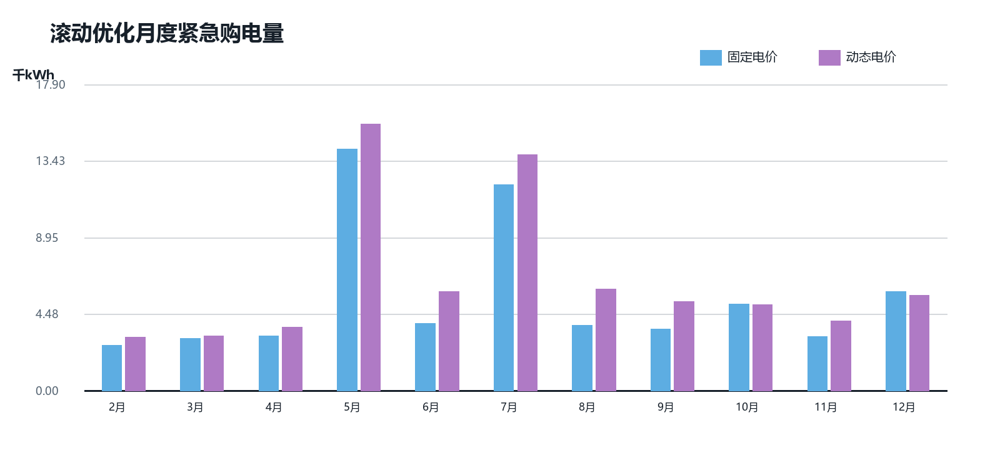 滚动优化月度紧急购电量
固定电价 动态电价
千kWh
17.90
13.43
8.95
4.48
0.00
2月 3月 4月 5月 6月 7月 8月 9月 10月 11月 12月